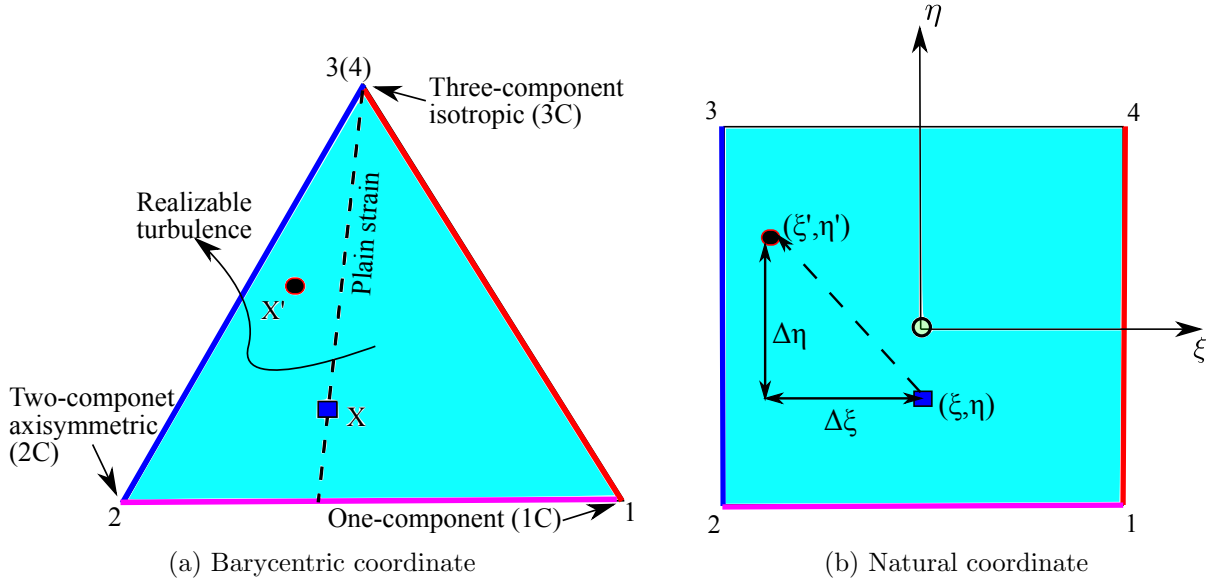 3(4)
Three-component
isotropic (3C)
Realizable
turbulence
Plain strain
X'
X
Two-componet
axisymmetric
(2C)
2
One-component (1C)
1
(a) Barycentric coordinate
η
3
4
(ξ',η')
Δη
ξ
(ξ,η)
Δξ
2
1
(b) Natural coordinate